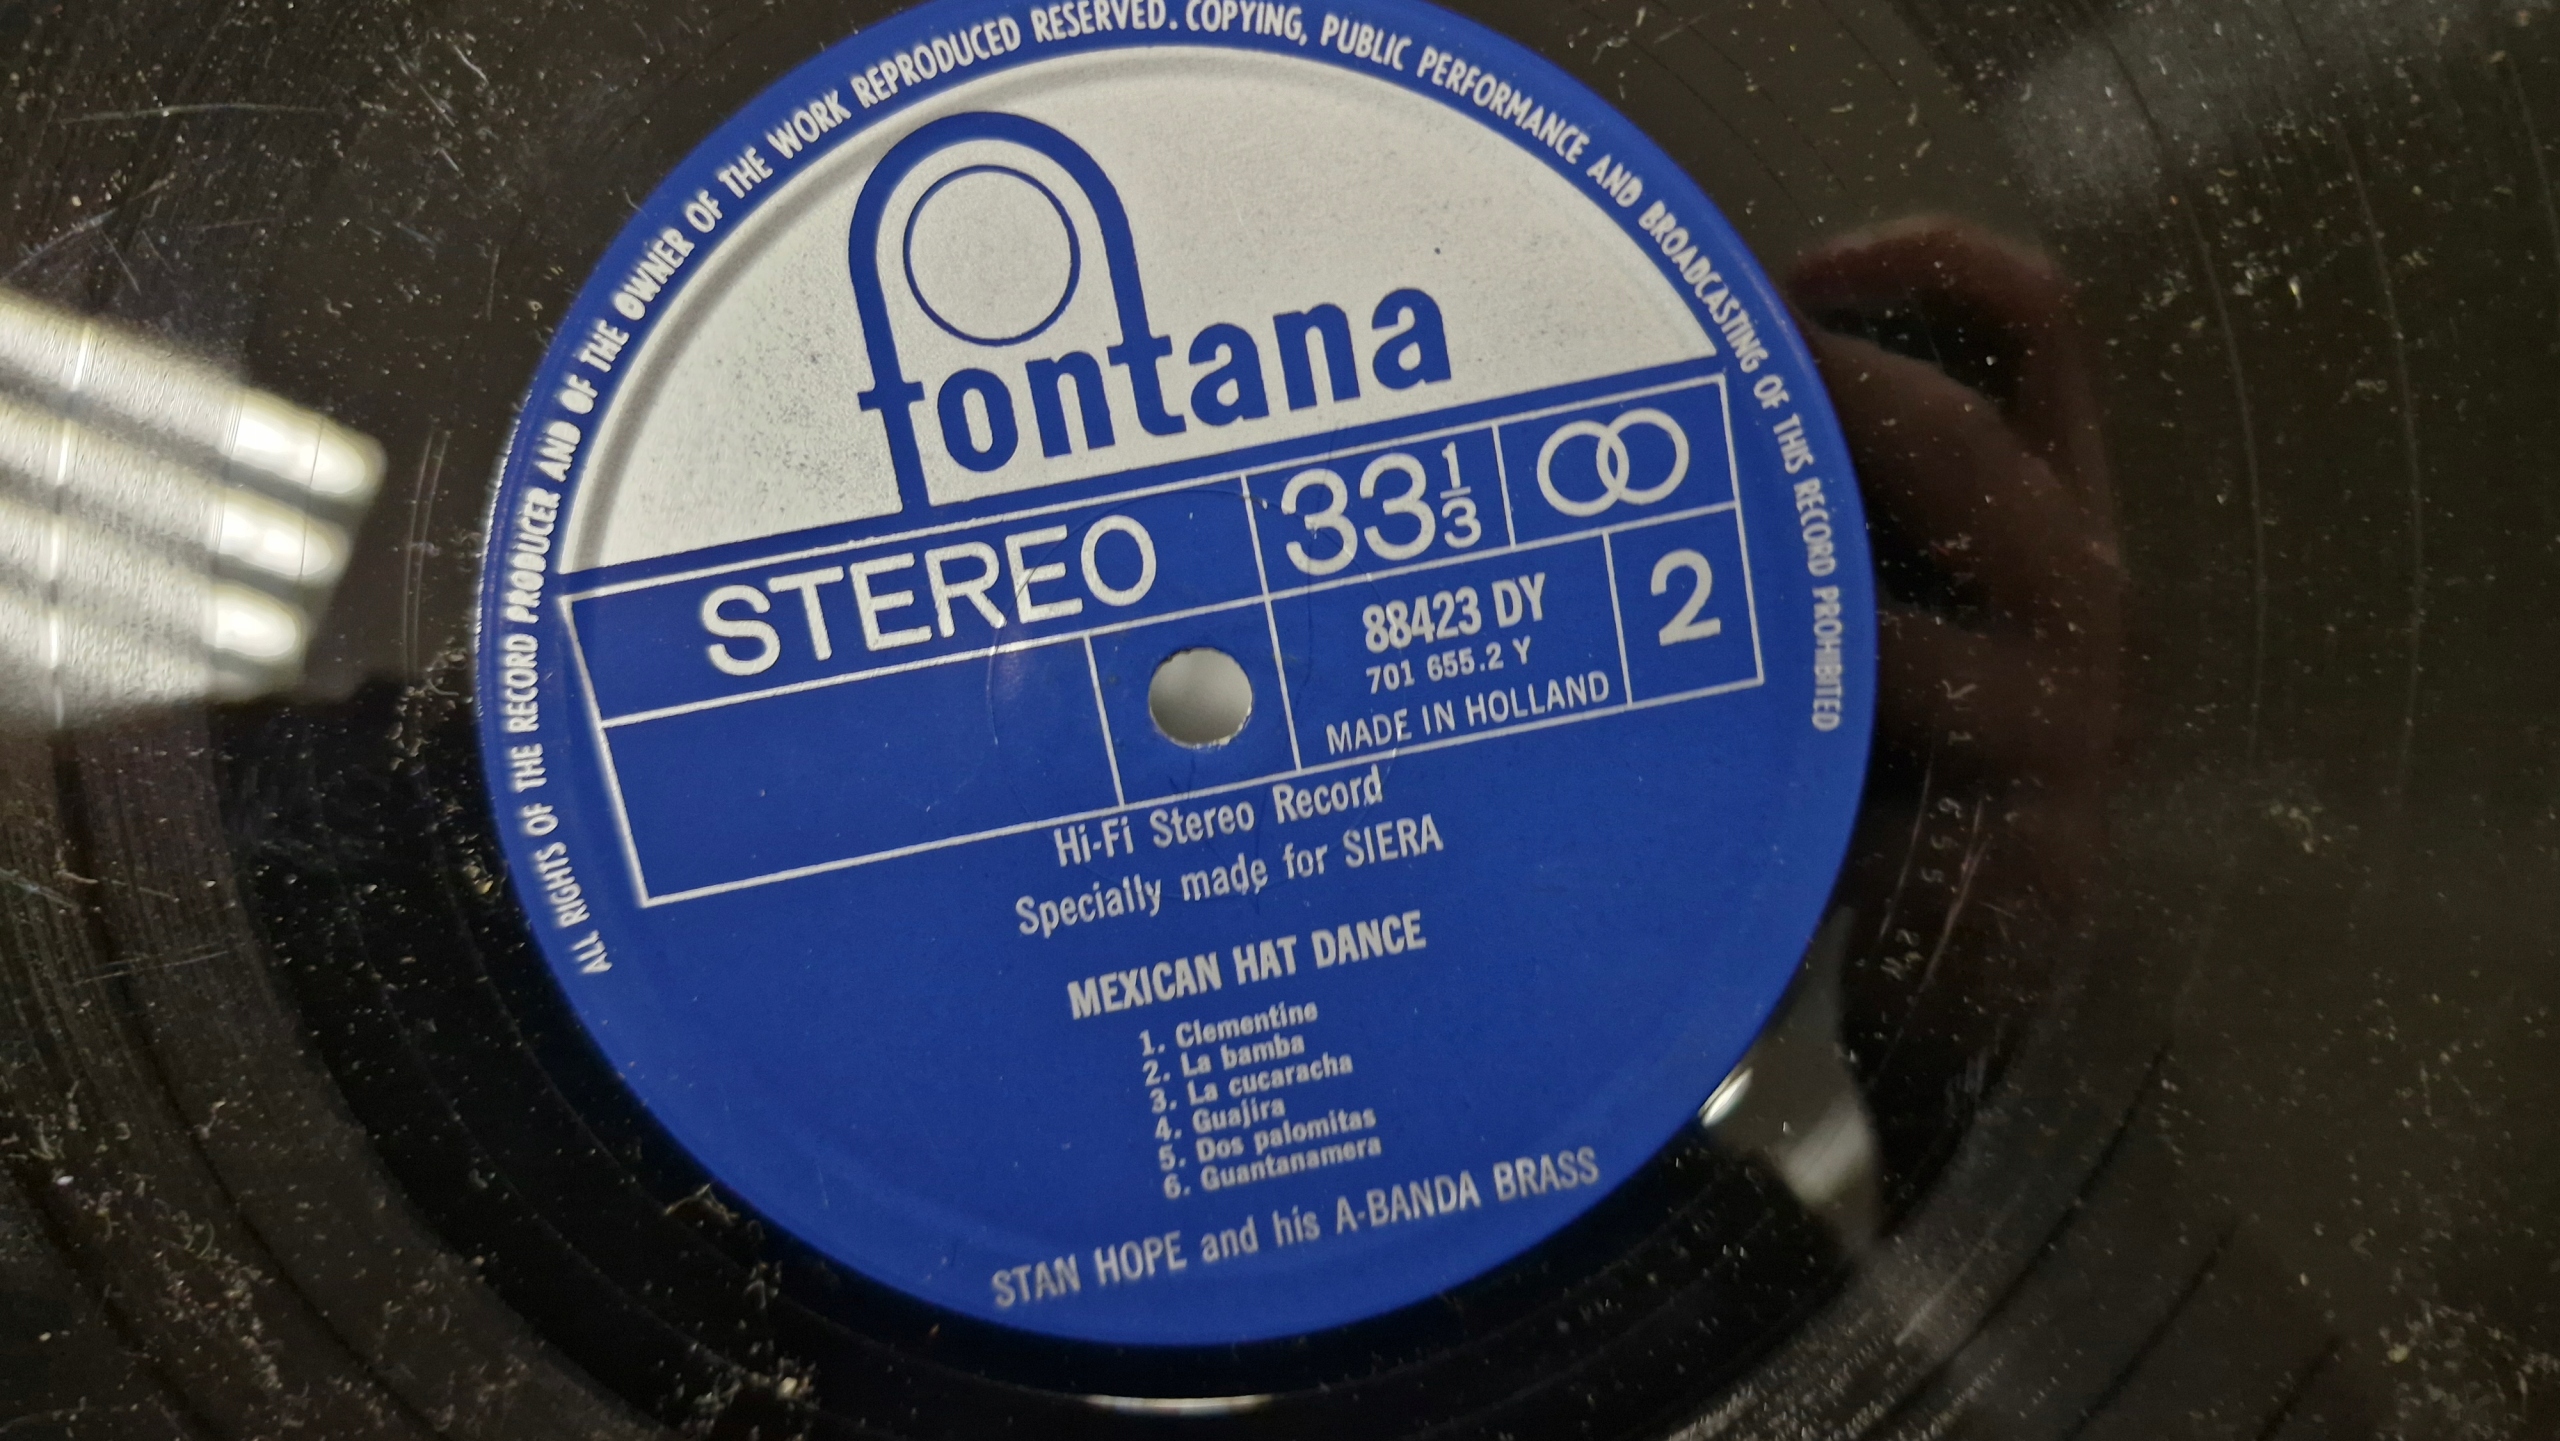 ALL RIGHTS OF THE RECORD PRODUCER AND OF THE OWNER OF THE WORK REPRODUCED RESERVED. COPYING, PUBLIC PERFORMANCE AND BROADCASTING OF THIS RECORD PROHIBITED
fontana
STEREO
33 1/3
88423 DY
701 655.2 Y
MADE IN HOLLAND
2
Hi-Fi Stereo Record
Specially made for SIERA
MEXICAN HAT DANCE
1. Clementine
2. La bamba
3. La cucaracha
4. Guajira
5. Dos palomitas
6. Guantanamera
STAN HOPE and his A-BANDA BRASS